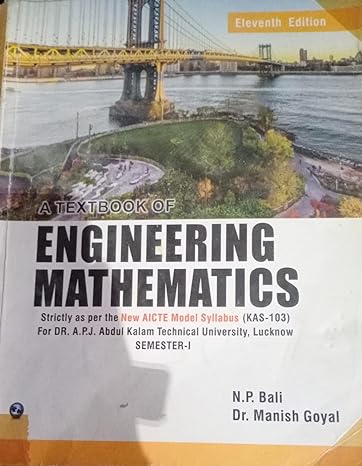 Eleventh Edition
A TEXTBOOK OF
ENGINEERING
MATHEMATICS
Strictly as per the New AICTE Model Syllabus (KAS-103)
For DR. A.P.J. Abdul Kalam Technical University, Lucknow
SEMESTER-I
N.P. Bali
Dr. Manish Goyal